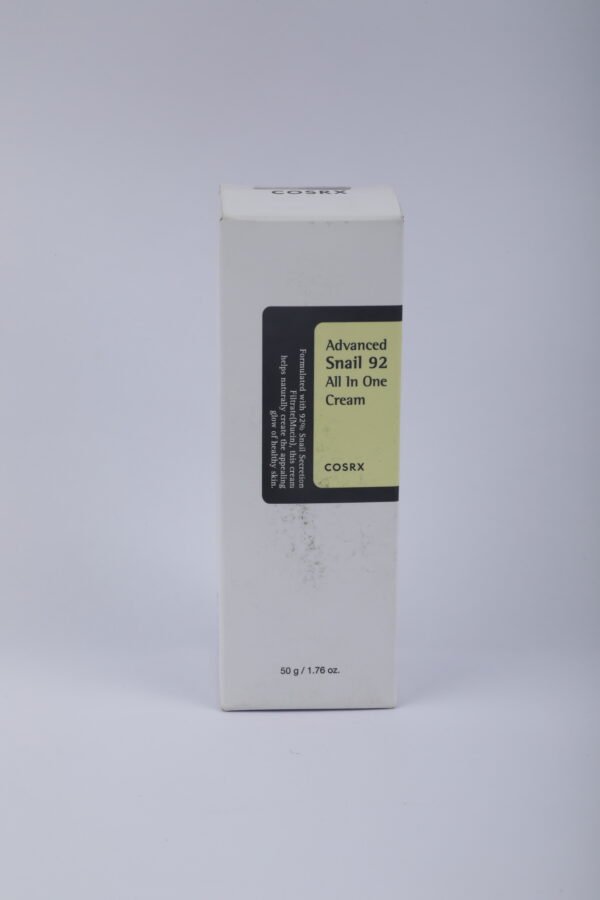 COSRX
Advanced
Snail 92
All In One
Cream
COSRX
Formulated with 92% Snail Secretion
Filtrate(Mucin), this cream
helps naturally create the appealing
glow of healthy skin.
50 g / 1.76 oz.